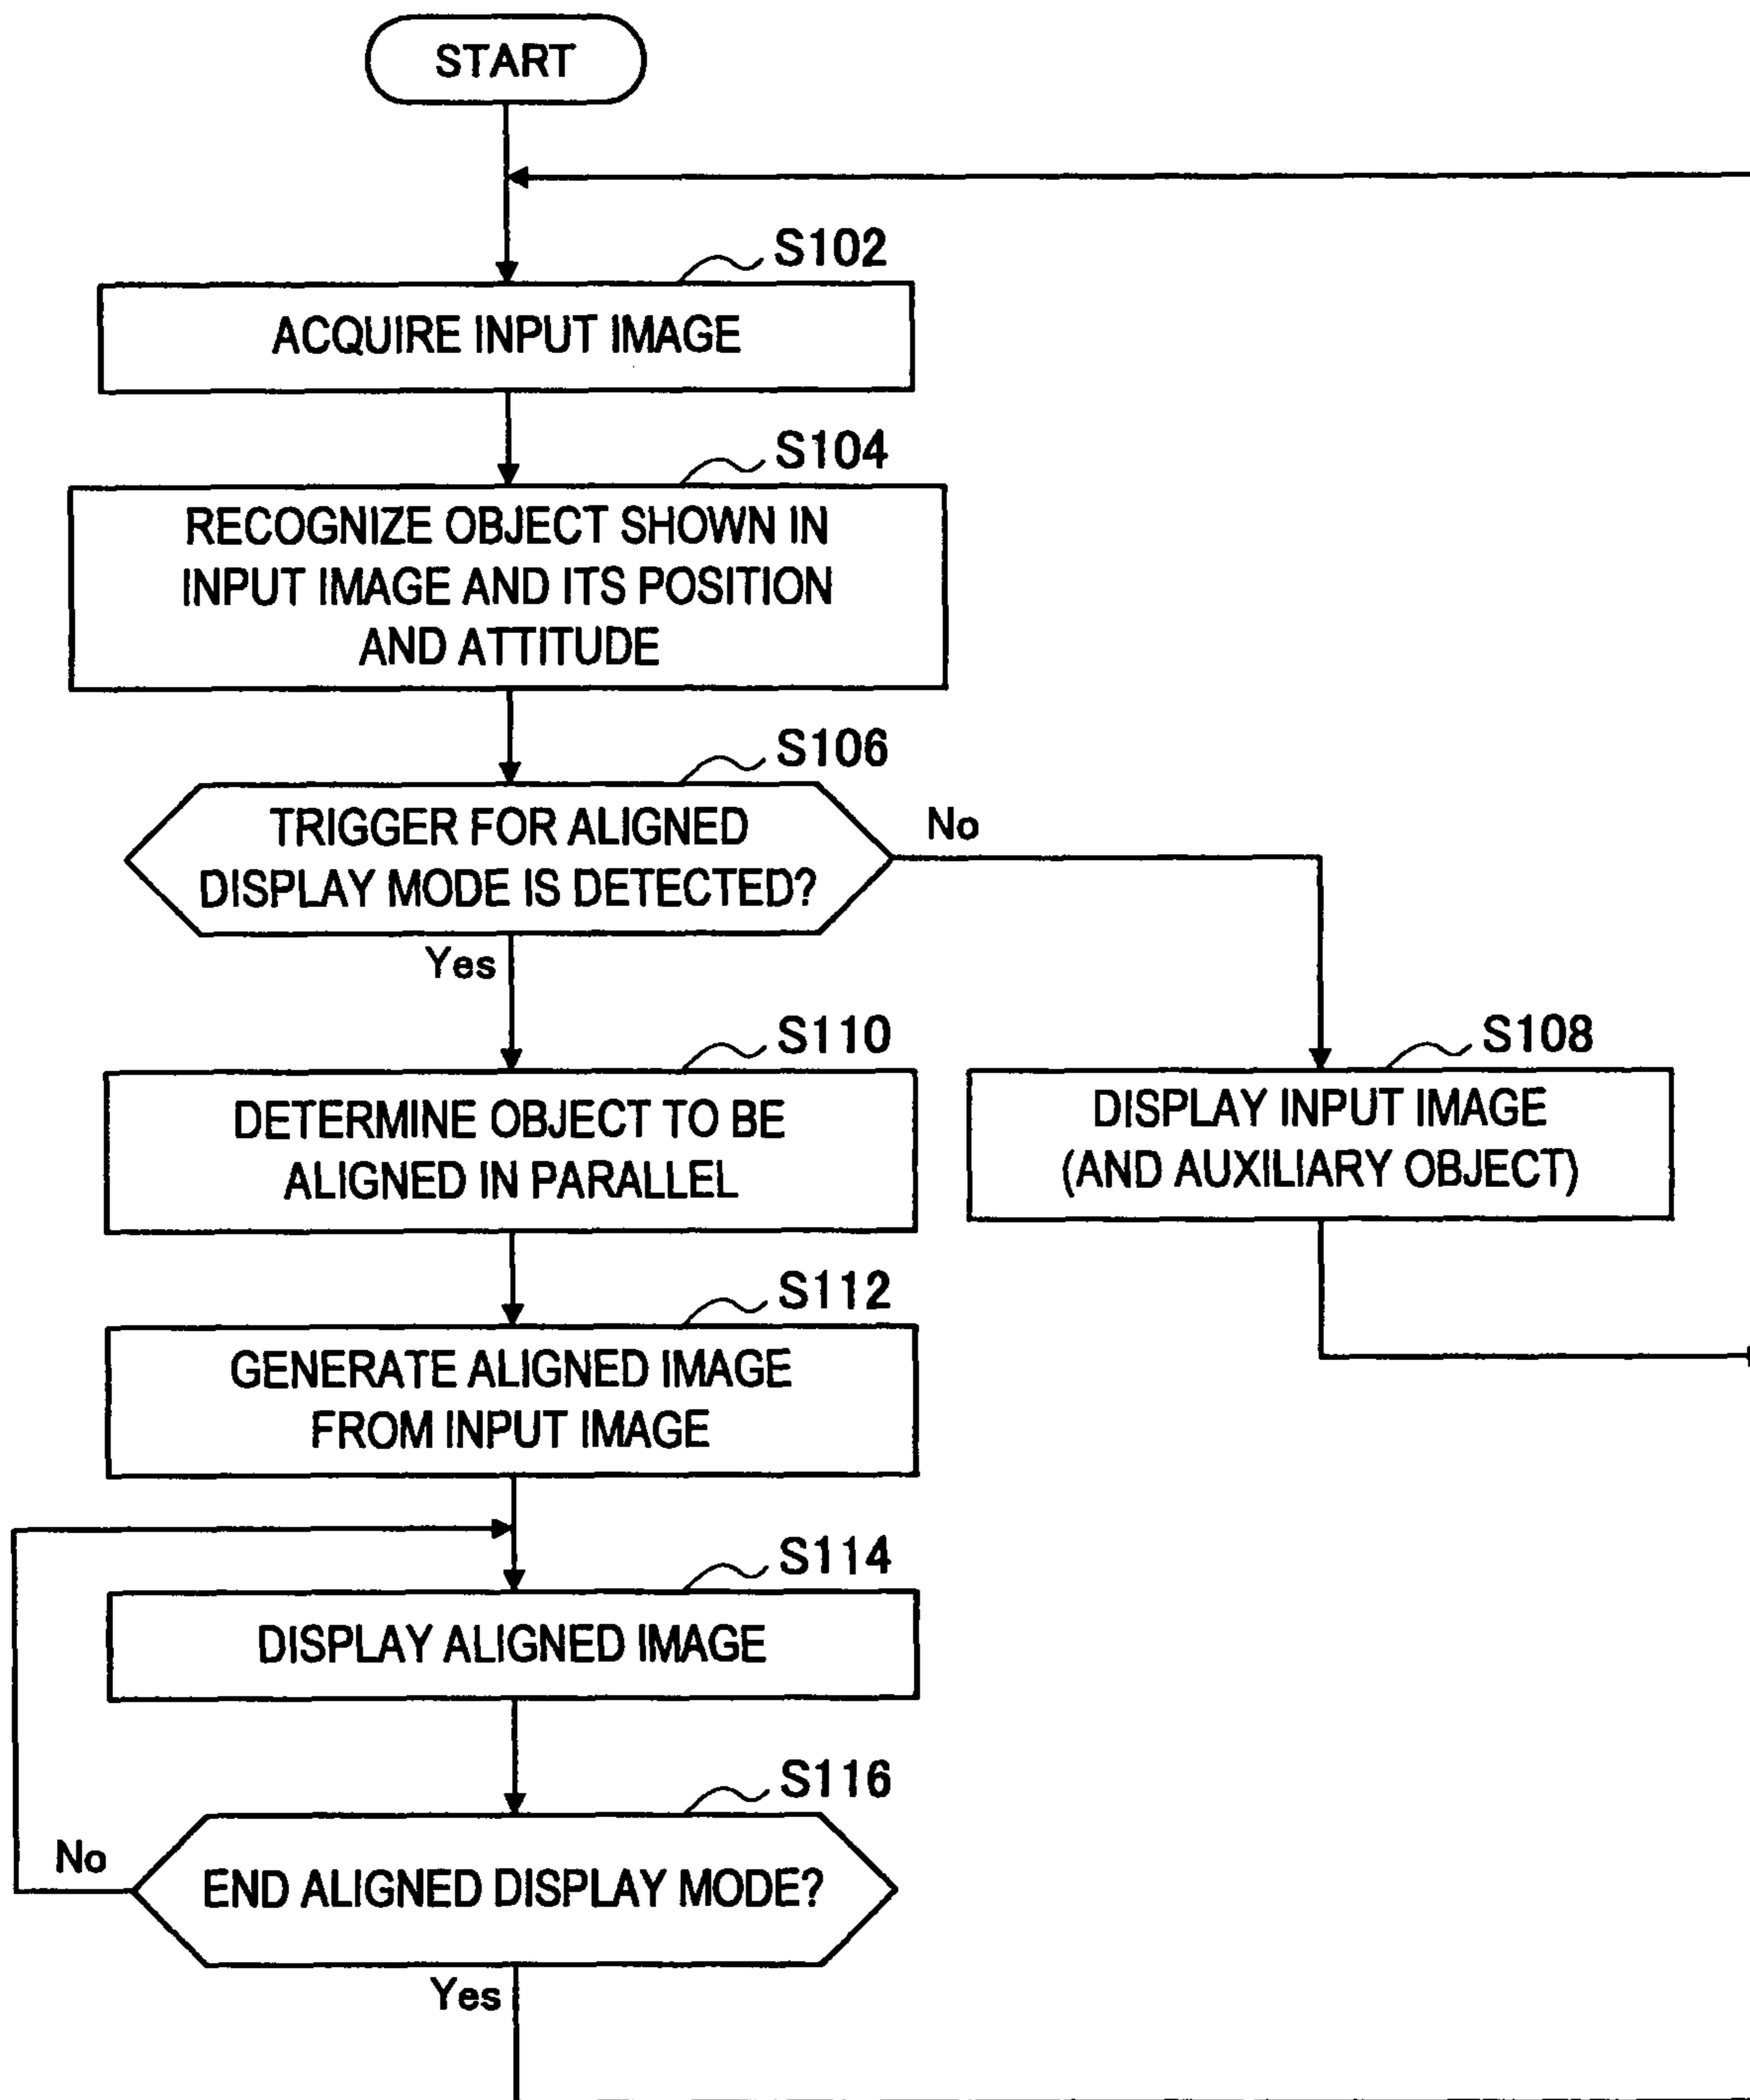 START
S102
ACQUIRE INPUT IMAGE
S104
RECOGNIZE OBJECT SHOWN IN
INPUT IMAGE AND ITS POSITION
AND ATTITUDE
S106
TRIGGER FOR ALIGNED
DISPLAY MODE IS DETECTED?
No
Yes
S110
DETERMINE OBJECT TO BE
ALIGNED IN PARALLEL
S108
DISPLAY INPUT IMAGE
(AND AUXILIARY OBJECT)
S112
GENERATE ALIGNED IMAGE
FROM INPUT IMAGE
S114
DISPLAY ALIGNED IMAGE
S116
No
END ALIGNED DISPLAY MODE?
Yes